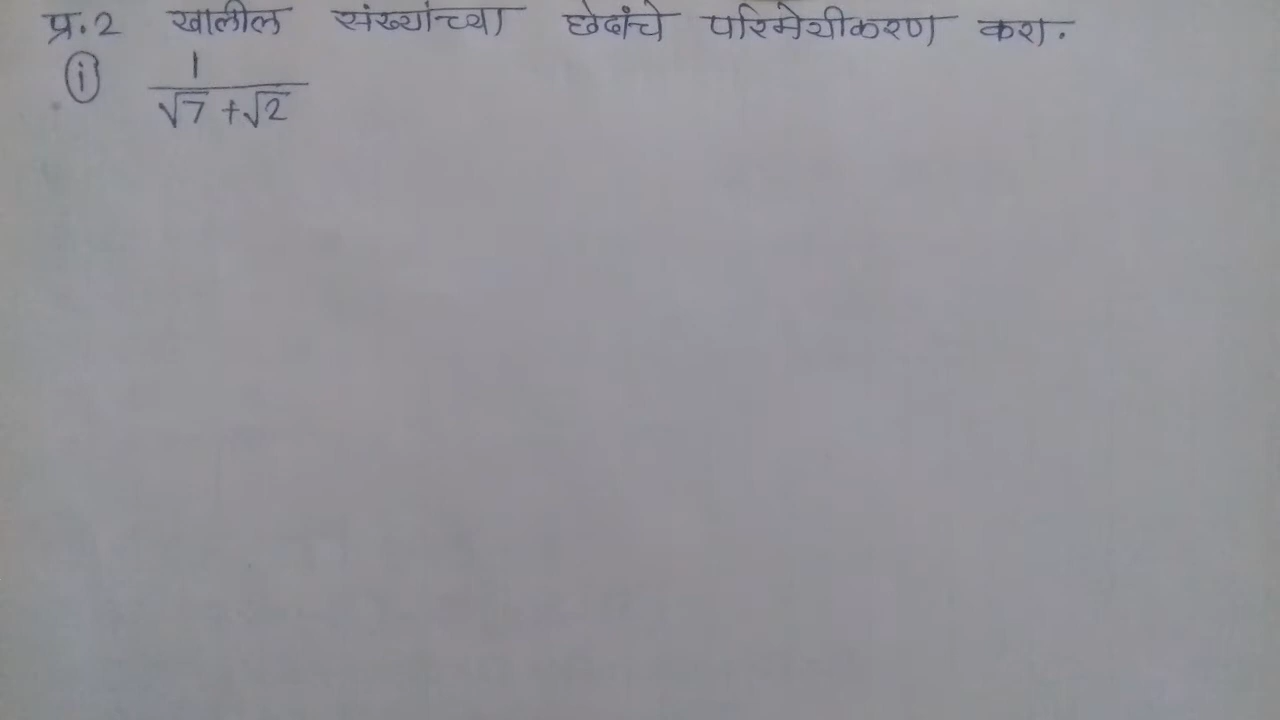 प्र.2 खालील संख्यांच्या छेदांचे परिमेयीकरण करा.
(i) 1
√7 +√2